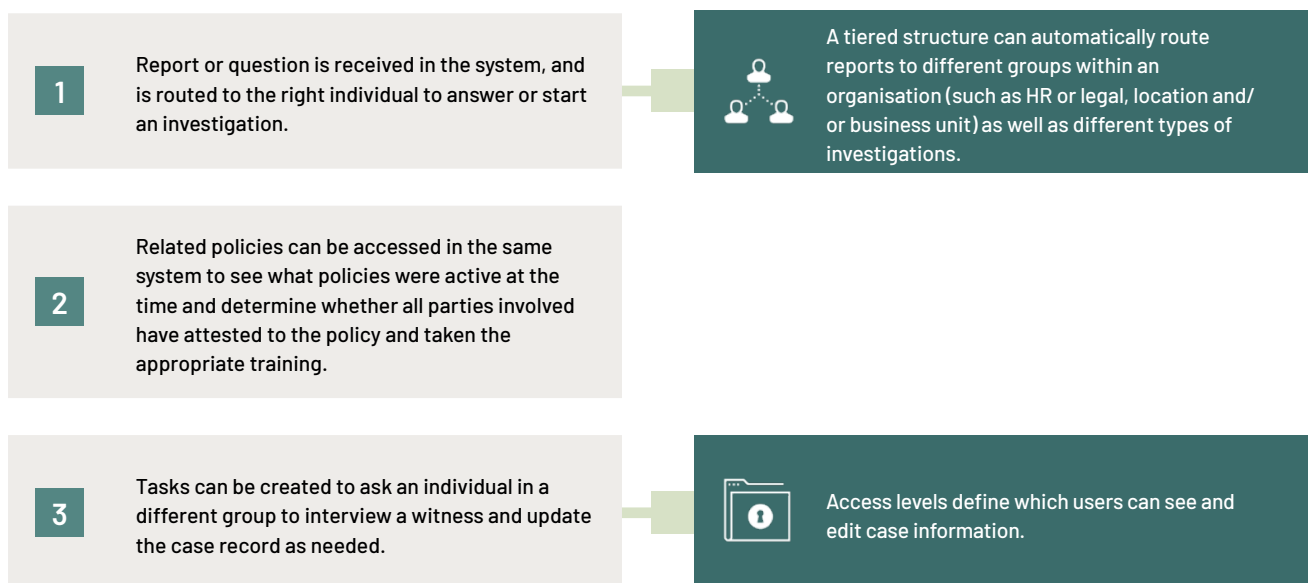 1
Report or question is received in the system, and
is routed to the right individual to answer or start
an investigation.
A tiered structure can automatically route
reports to different groups within an
organisation (such as HR or legal, location and/
or business unit) as well as different types of
investigations.
2
Related policies can be accessed in the same
system to see what policies were active at the
time and determine whether all parties involved
have attested to the policy and taken the
appropriate training.
3
Tasks can be created to ask an individual in a
different group to interview a witness and update
the case record as needed.
Access levels define which users can see and
edit case information.